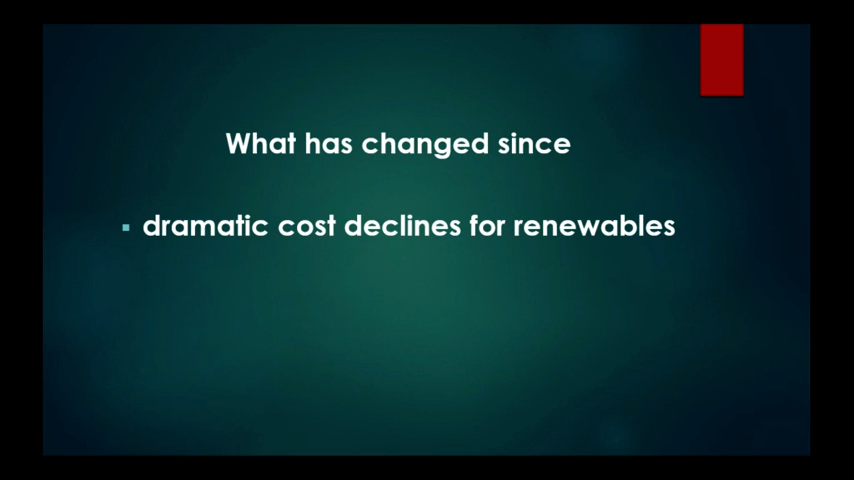 What has changed since
dramatic cost declines for renewables